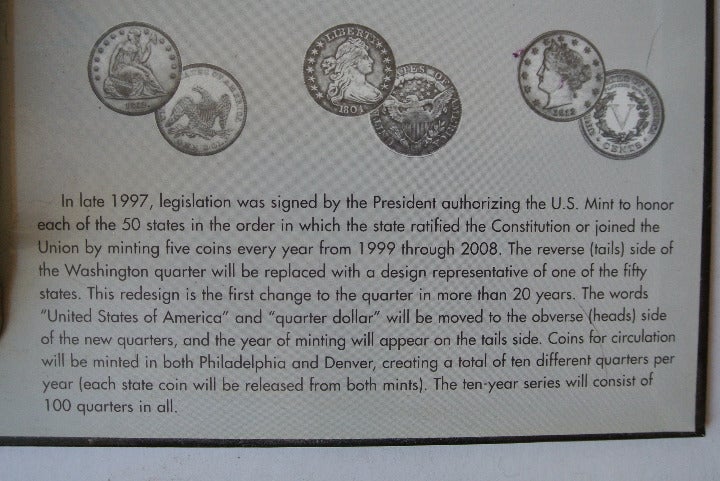 LIBERTY
1804
V
CENTS
In late 1997, legislation was signed by the President authorizing the U.S. Mint to honor
each of the 50 states in the order in which the state ratified the Constitution or joined the
Union by minting five coins every year from 1999 through 2008. The reverse (tails) side of
the Washington quarter will be replaced with a design representative of one of the fifty
states. This redesign is the first change to the quarter in more than 20 years. The words
"United States of America" and "quarter dollar" will be moved to the obverse (heads) side
of the new quarters, and the year of minting will appear on the tails side. Coins for circulation
will be minted in both Philadelphia and Denver, creating a total of ten different quarters per
year (each state coin will be released from both mints). The ten-year series will consist of
100 quarters in all.